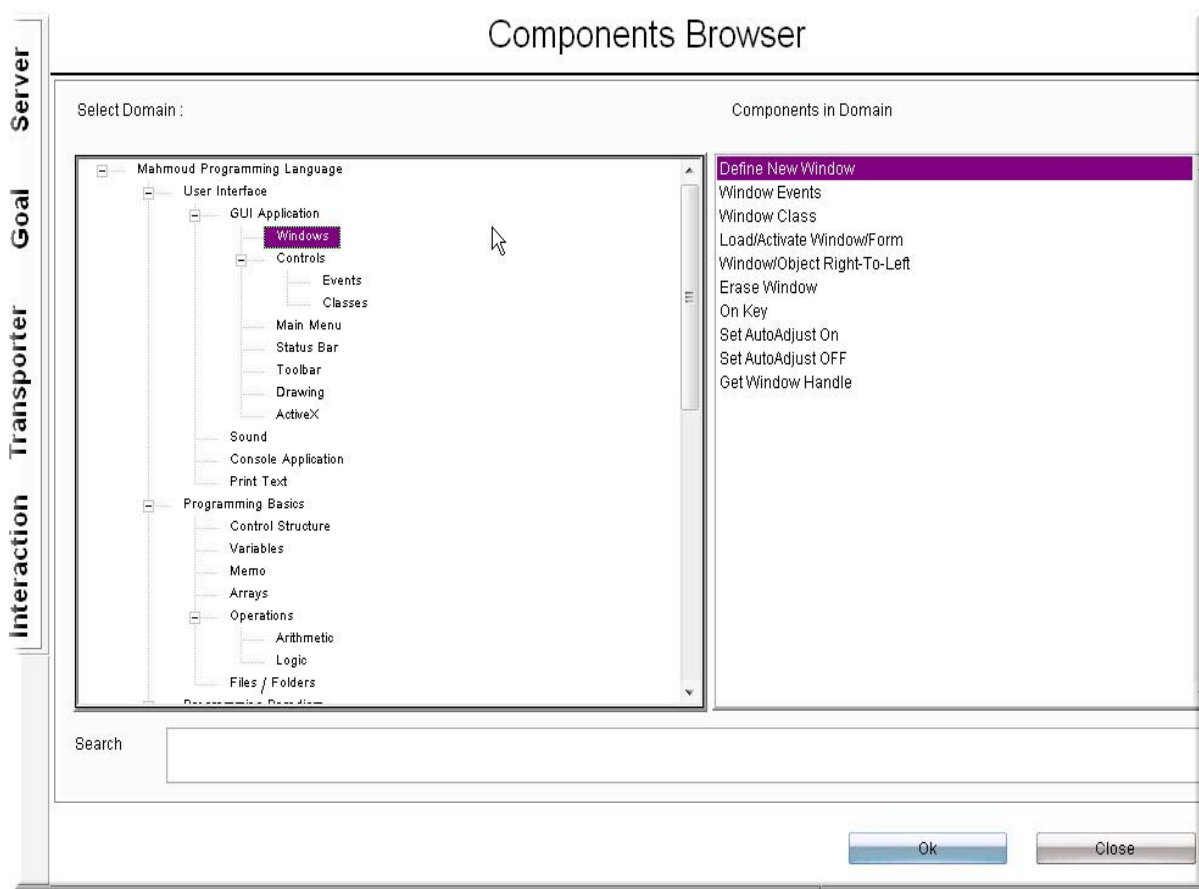 Components Browser
Server
Goal
Transporter
Interaction
Select Domain :
Mahmoud Programming Language
User Interface
GUI Application
Windows
Controls
Events
Classes
Main Menu
Status Bar
Toolbar
Drawing
ActiveX
Sound
Console Application
Print Text
Programming Basics
Control Structure
Variables
Memo
Arrays
Operations
Arithmetic
Logic
Files / Folders
Programming Paradigm
Components in Domain
Define New Window
Window Events
Window Class
Load/Activate Window/Form
Window/Object Right-To-Left
Erase Window
On Key
Set AutoAdjust On
Set AutoAdjust OFF
Get Window Handle
Search
Ok
Close